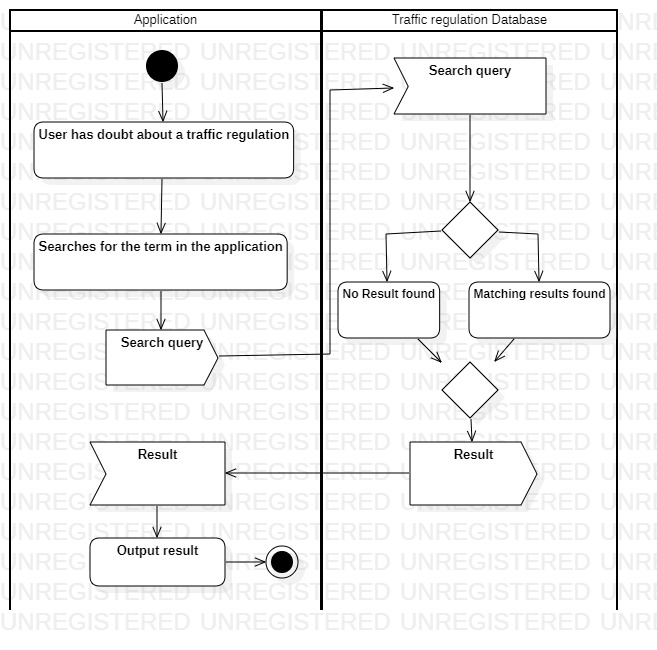 Application
Traffic regulation Database
Search query
User has doubt about a traffic regulation
Searches for the term in the application
No Result found
Matching results found
Search query
Result
Result
Output result
UNREGISTERED UNREGISTERED UNREGISTERED UNRE